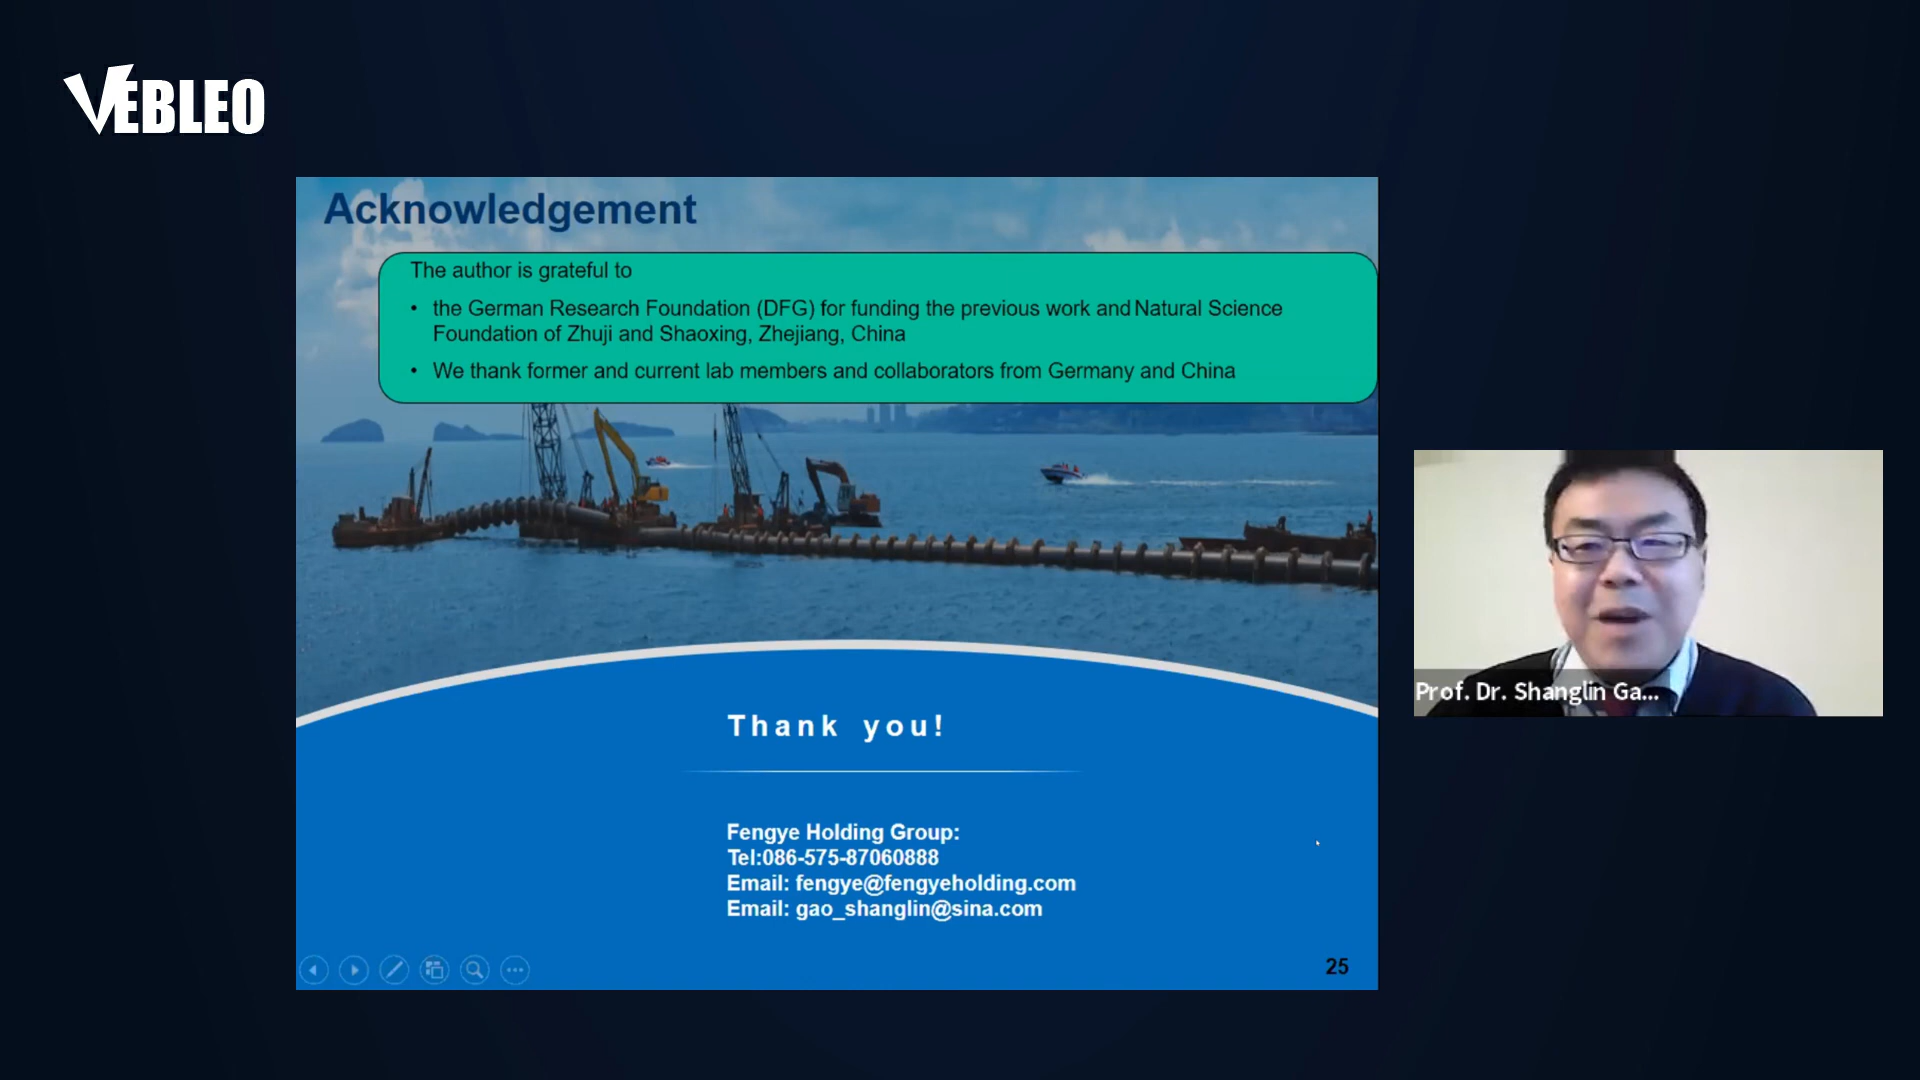 VEBLEO
Acknowledgement
The author is grateful to
• the German Research Foundation (DFG) for funding the previous work and Natural Science
Foundation of Zhuji and Shaoxing, Zhejiang, China
• We thank former and current lab members and collaborators from Germany and China
Prof. Dr. Shanglin Ga...
Thank you!
Fengye Holding Group:
Tel:086-575-87060888
Email: fengye@fengyeholding.com
Email: gao_shanglin@sina.com
25